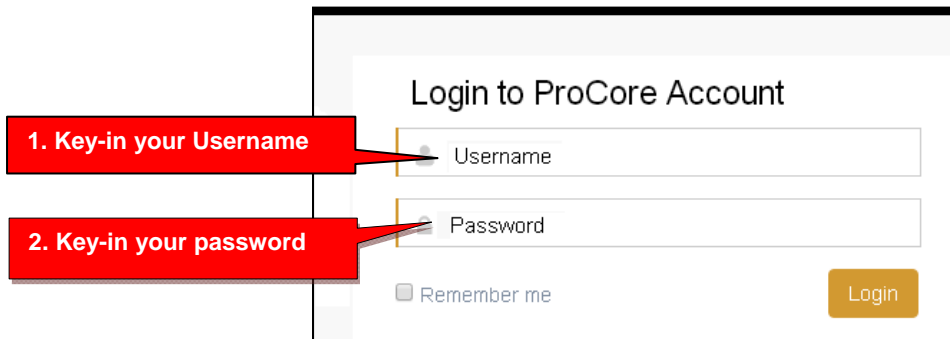 Login to ProCore Account
1. Key-in your Username
Username
2. Key-in your password
Password
Remember me
Login